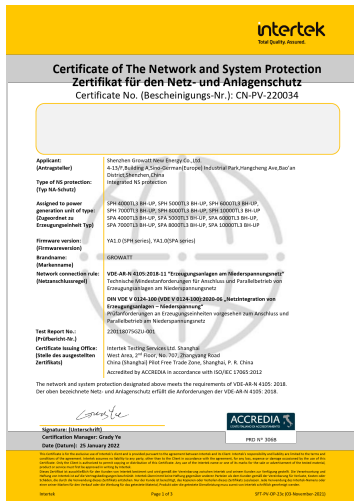 intertek
Total Quality. Assured.
Certificate of The Network and System Protection
Zertifikat für den Netz- und Anlagenschutz
Certificate No. (Bescheinigungs-Nr.): CN-PV-220034
Applicant: Shenzhen Growatt New Energy Co.,Ltd.
(Antragsteller) 4-13/F,Building A,Sino-German(Europe) Industrial Park,Hangcheng Ave,Bao'an
District,Shenzhen,China
Type of NS protection: Integrated NS protection
(Typ NA-Schutz)
Assigned to power SPH 4000TL3 BH-UP, SPH 5000TL3 BH-UP, SPH 6000TL3 BH-UP,
generation unit of type: SPH 7000TL3 BH-UP, SPH 8000TL3 BH-UP, SPH 10000TL3 BH-UP
(Zugeordnet zu SPA 4000TL3 BH-UP, SPA 5000TL3 BH-UP, SPA 6000TL3 BH-UP,
Erzeugungseinheit Typ) SPA 7000TL3 BH-UP, SPA 8000TL3 BH-UP, SPA 10000TL3 BH-UP
Firmware version: YA1.0 (SPH series), YA1.0(SPA series)
(Firmwareversion)
Brandname: GROWATT
(Markenname)
Network connection rule: VDE-AR-N 4105:2018-11 "Erzeugungsanlagen am Niederspannungsnetz"
(Netzanschlussregel) Technische Mindestanforderungen für Anschluss und Parallelbetrieb von
Erzeugungsanlagen am Niederspannungsnetz
DIN VDE V 0124-100 (VDE V 0124-100):2020-06 „Netzintegration von
Erzeugungsanlagen – Niederspannung"
Prüfanforderungen an Erzeugungseinheiten vorgesehen zum Anschluss und
Parallelbetrieb am Niederspannungsnetz
Test Report No.: 220118075GZU-001
(Prüfbericht-Nr.)
Certificate Issuing Office: Intertek Testing Services Ltd. Shanghai
(Stelle des ausgestellten West Area, 2nd Floor, No. 707, Zhangyang Road
Zertifikats) China (Shanghai) Pilot Free Trade Zone, Shanghai, P. R. China
Accredited by ACCREDIA in accordance with ISO/IEC 17065:2012
The network and system protection designated above meets the requirements of VDE-AR-N 4105: 2018.
Der oben bezeichnete Netz- und Anlagenschutz erfüllt die Anforderungen der VDE-AR-N 4105: 2018.
Signature: (Unterschrift)
Certification Manager: Grady Ye
Date (Datum): 25 January 2022
ACCREDIA
PRD N° 306B
Intertek Page 1 of 3 SFT-PV-OP-23c (03-November-2021)